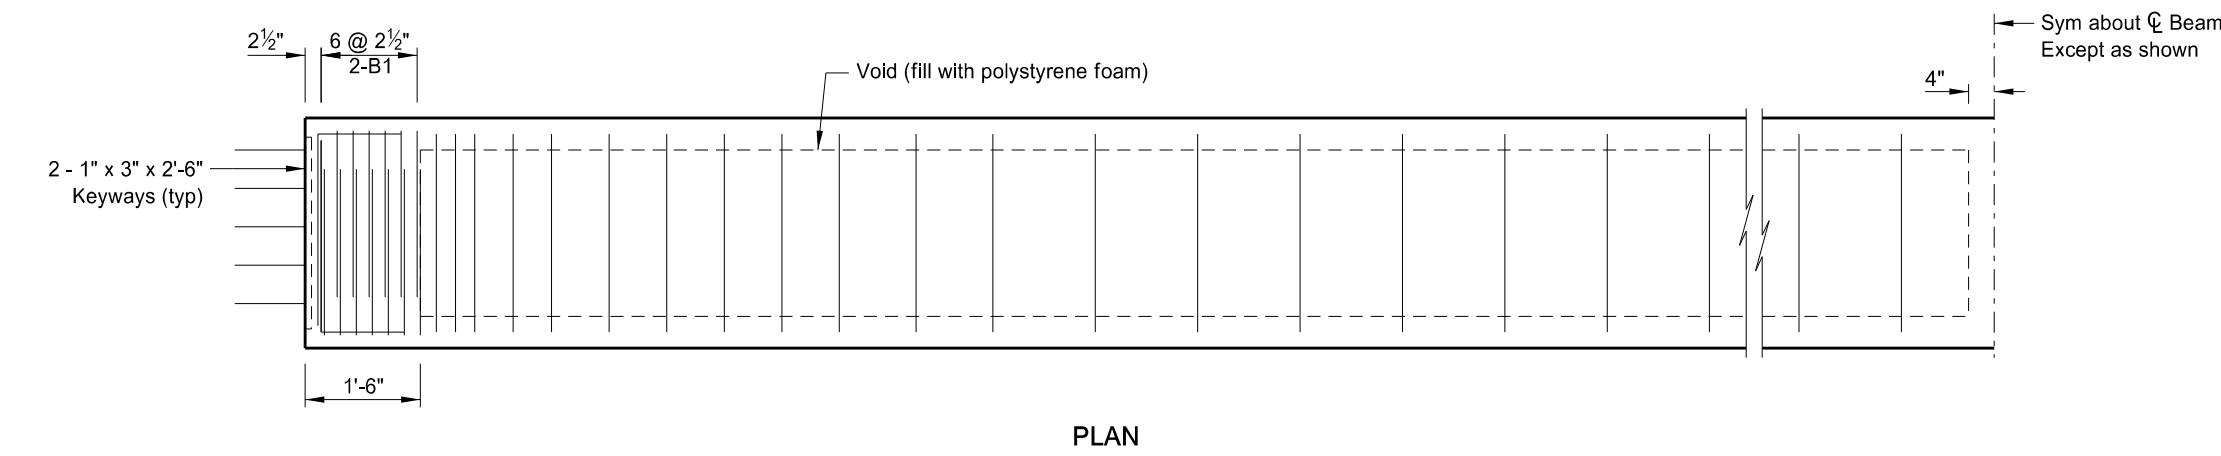 2½"
6 @ 2½"
2-B1
Void (fill with polystyrene foam)
Sym about ℄ Beam
Except as shown
4"
2 - 1" x 3" x 2'-6"
Keyways (typ)
1'-6"
PLAN